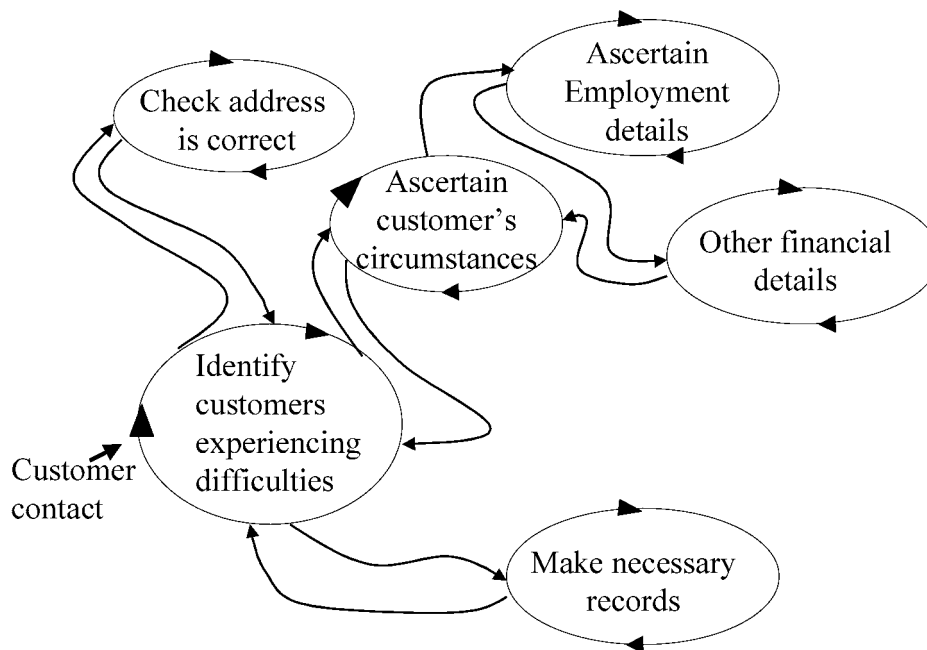 Ascertain
Employment
details
Check address
is correct
Ascertain
customer’s
circumstances
Other financial
details
Identify
customers
experiencing
difficulties
Customer
contact
Make necessary
records